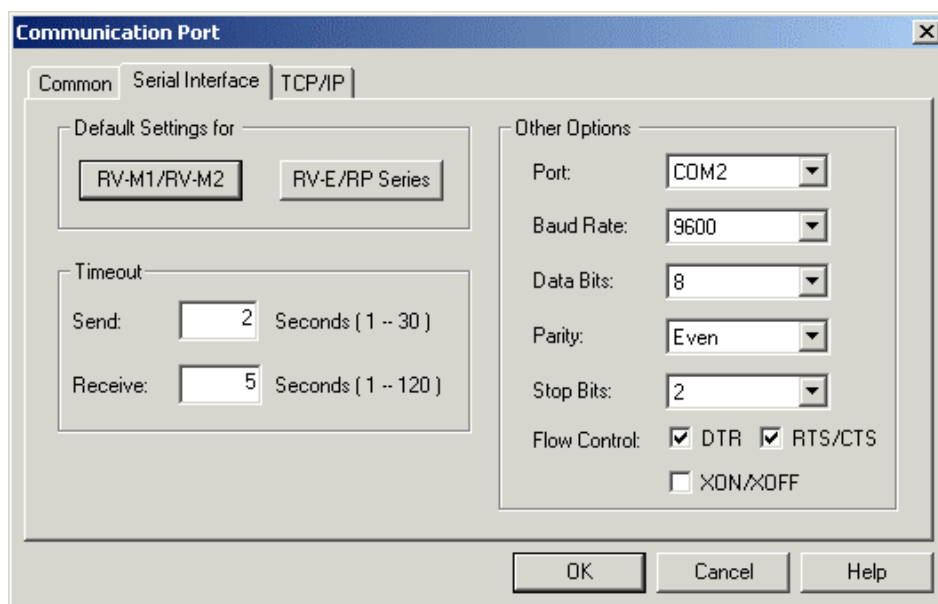 Communication Port
Common Serial Interface TCP/IP
Default Settings for
RV-M1/RV-M2 RV-E/RP Series
Timeout
Send: 2 Seconds ( 1 -- 30 )
Receive: 5 Seconds ( 1 -- 120 )
Other Options
Port: COM2
Baud Rate: 9600
Data Bits: 8
Parity: Even
Stop Bits: 2
Flow Control: DTR RTS/CTS
XON/XOFF
OK Cancel Help